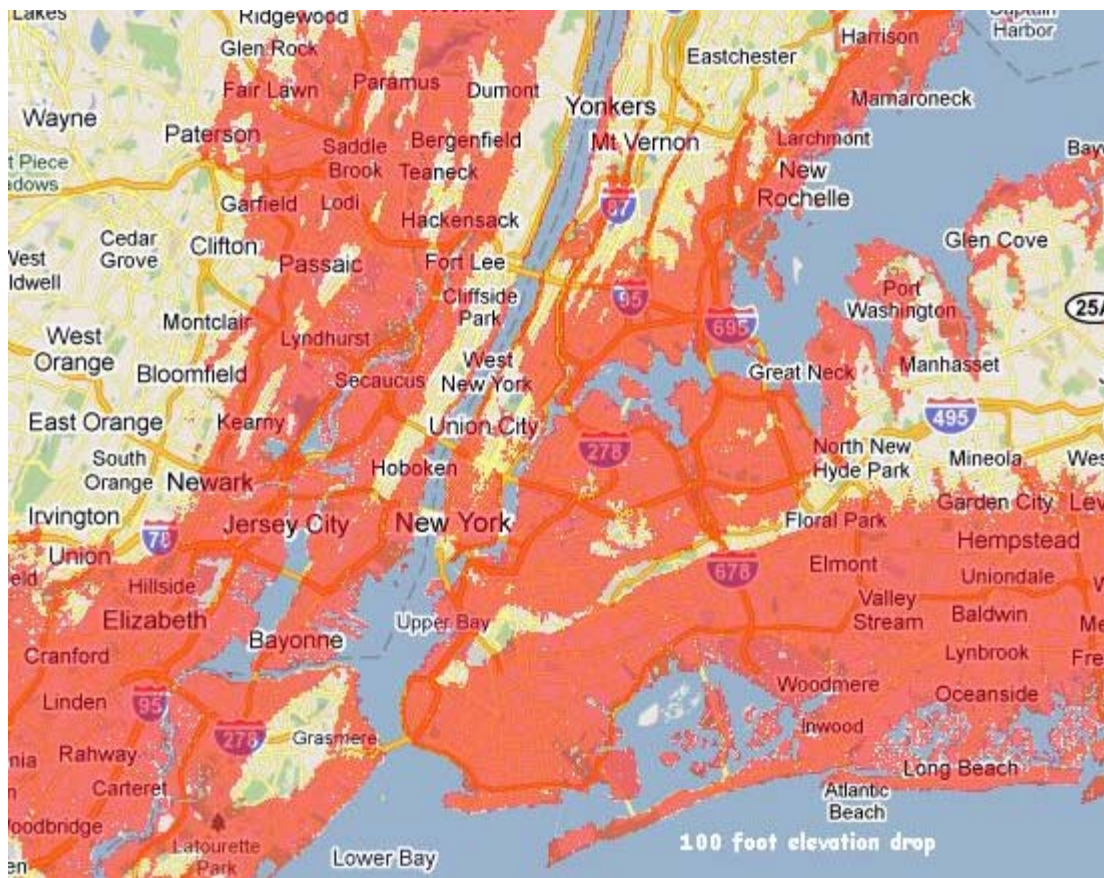 Lakes
Ridgewood
Captain
Harbor
Glen Rock
Harrison
Eastchester
Fair Lawn
Paramus
Dumont
Mamaroneck
Wayne
Yonkers
Paterson
Bergenfield
Mt Vernon
Larchmont
Saddle
Brook
Teaneck
New
Rochelle
Garfield
Lodi
87
Hackensack
Cedar
Grove
Clifton
Glen Cove
Passaic
Fort Lee
95
Port
Washington
Cliffside
Park
25A
Montclair
695
Lyndhurst
West
Orange
West
New York
Manhasset
Bloomfield
Secaucus
Great Neck
East Orange
Kearny
Union City
495
278
South
Orange
Hoboken
North New
Hyde Park
Mineola
Newark
Irvington
Jersey City
New York
Garden City
Floral Park
78
Union
Hempstead
Elmont
Hillside
678
Uniondale
Elizabeth
Valley
Stream
Baldwin
Upper Bay
Bayonne
Cranford
Lynbrook
Linden
95
Woodmere
Oceanside
278
Grasmere
Inwood
Rahway
Long Beach
Carteret
Atlantic
Beach
Latourette
Park
Lower Bay
100 foot elevation drop